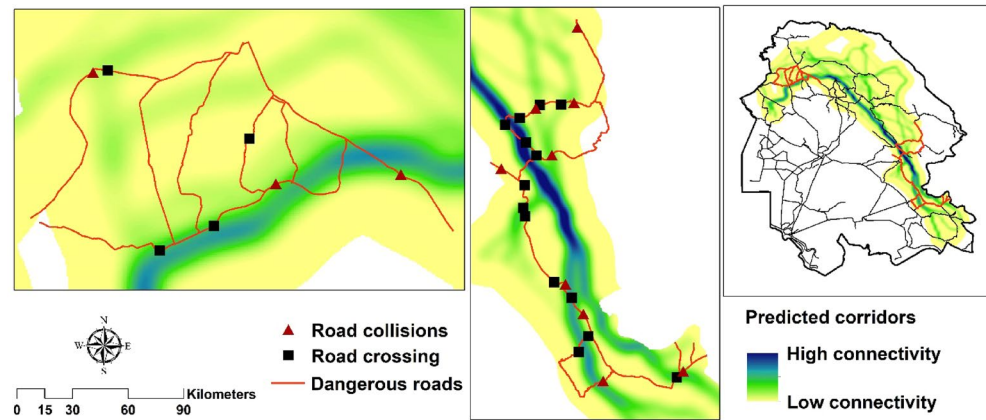 N
W
E
S
Kilometers
0 15 30 60 90
Road collisions
Road crossing
Dangerous roads
Predicted corridors
High connectivity
Low connectivity